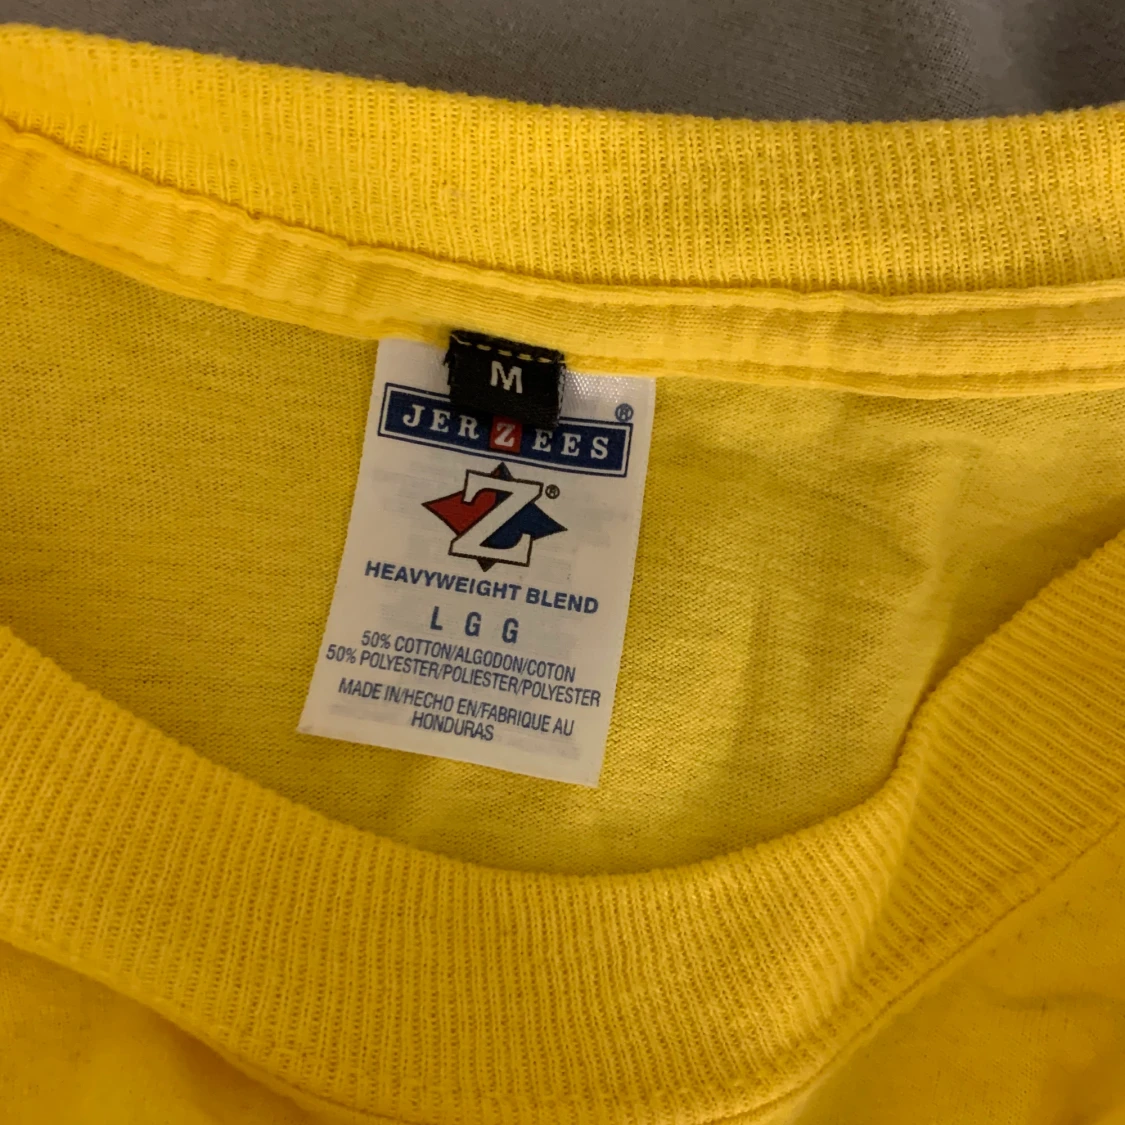 M
JERZEES®
Z®
HEAVYWEIGHT BLEND
L G G
50% COTTON/ALGODON/COTON
50% POLYESTER/POLIESTER/POLYESTER
MADE IN/HECHO EN/FABRIQUE AU
HONDURAS